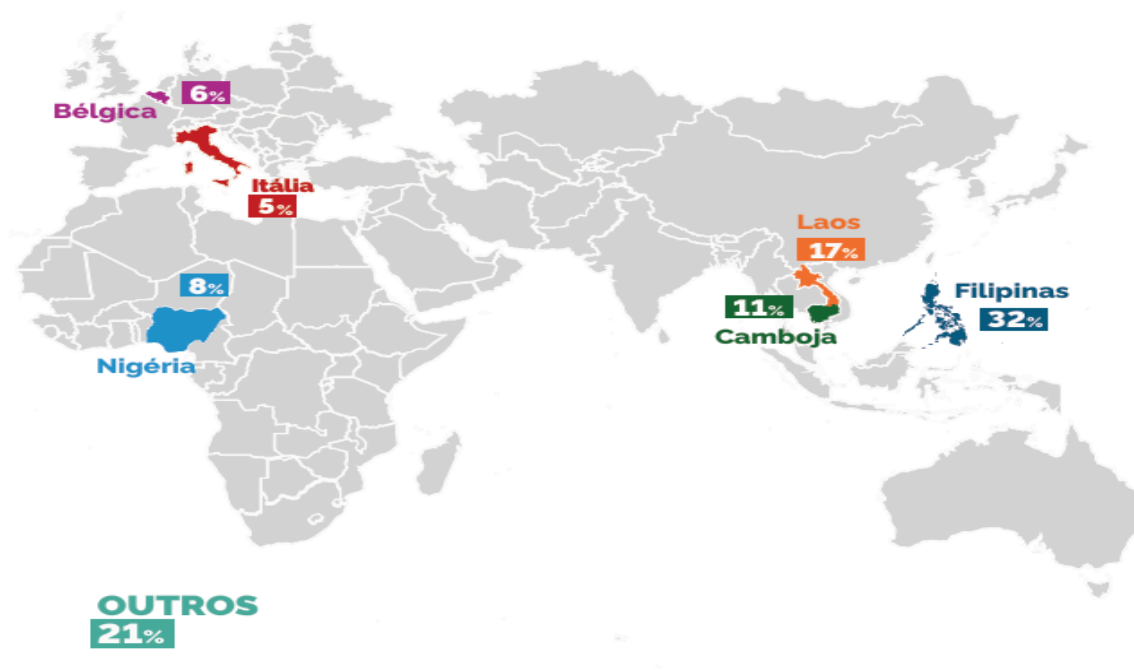 6%
Bélgica
Itália
5%
8%
Nigéria
Laos
17%
11%
Camboja
Filipinas
32%
OUTROS
21%